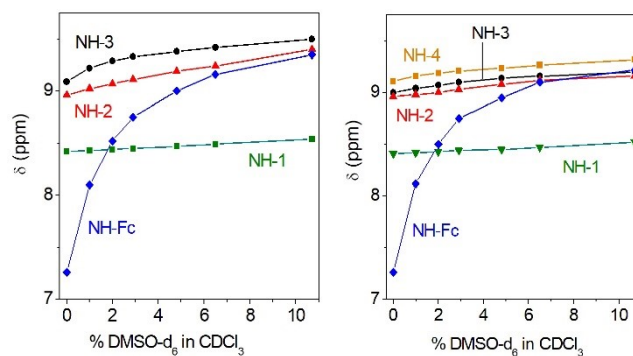 NH-3
NH-2
NH-1
NH-Fc
δ (ppm)
9
8
7
0 2 4 6 8 10
% DMSO-d6 in CDCl3
NH-4
NH-3
NH-2
NH-1
NH-Fc
δ (ppm)
9
8
7
0 2 4 6 8 10
% DMSO-d6 in CDCl3